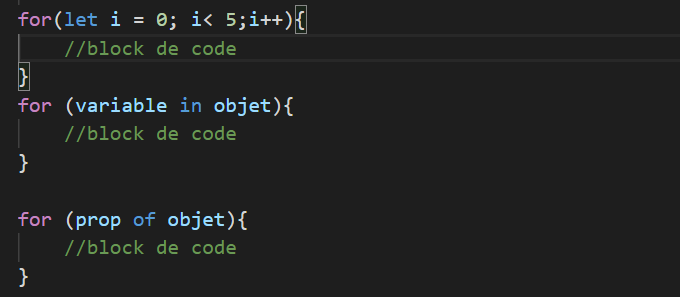 for(let i = 0; i< 5;i++){
    //block de code
}
for (variable in objet){
    //block de code
}

for (prop of objet){
    //block de code
}